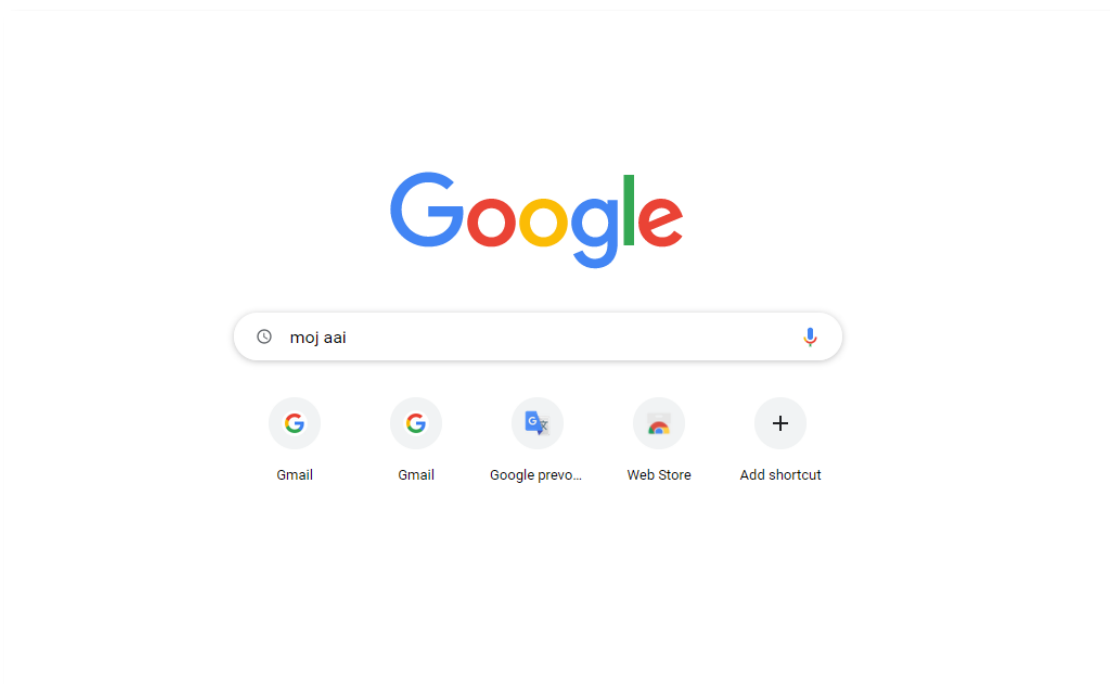 Google
moj aai
Gmail
Gmail
Google prevo...
Web Store
Add shortcut